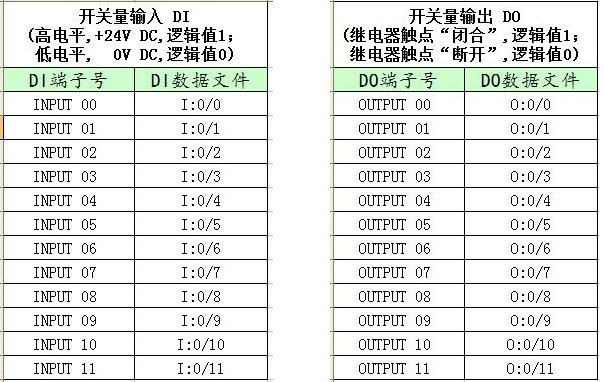 开关量输入 DI
(高电平,+24V DC,逻辑值1;
低电平, 0V DC,逻辑值0)
DI端子号 DI数据文件
INPUT 00 I:0/0
INPUT 01 I:0/1
INPUT 02 I:0/2
INPUT 03 I:0/3
INPUT 04 I:0/4
INPUT 05 I:0/5
INPUT 06 I:0/6
INPUT 07 I:0/7
INPUT 08 I:0/8
INPUT 09 I:0/9
INPUT 10 I:0/10
INPUT 11 I:0/11
开关量输出 DO
(继电器触点“闭合”,逻辑值1;
继电器触点“断开”,逻辑值0)
DO端子号 DO数据文件
OUTPUT 00 O:0/0
OUTPUT 01 O:0/1
OUTPUT 02 O:0/2
OUTPUT 03 O:0/3
OUTPUT 04 O:0/4
OUTPUT 05 O:0/5
OUTPUT 06 O:0/6
OUTPUT 07 O:0/7
OUTPUT 08 O:0/8
OUTPUT 09 O:0/9
OUTPUT 10 O:0/10
OUTPUT 11 O:0/11